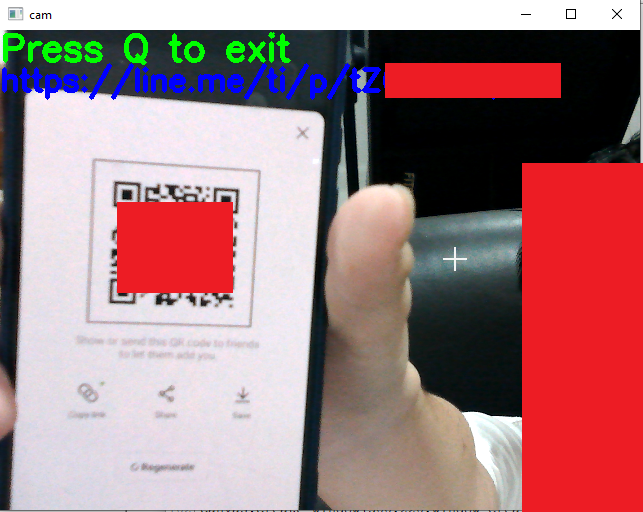 cam
Press Q to exit
https://line.me/ti/p/tZ
Show or send this QR code to friends
to let them add you.
Copy link
Share
Save
Regenerate